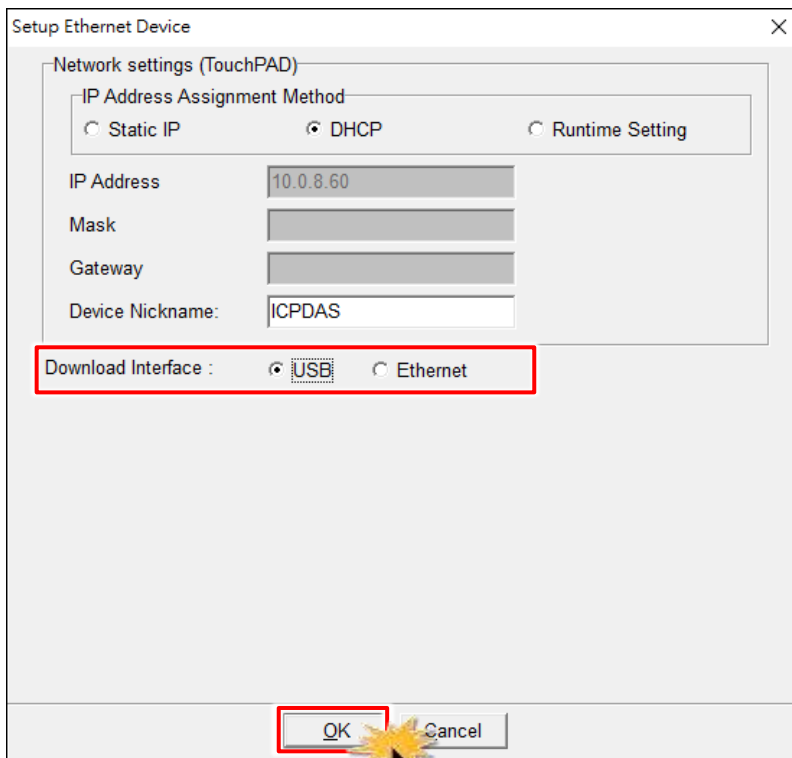 Setup Ethernet Device
Network settings (TouchPAD)
IP Address Assignment Method
Static IP DHCP Runtime Setting
IP Address 10.0.8.60
Mask
Gateway
Device Nickname: ICPDAS
Download Interface : USB Ethernet
OK Cancel